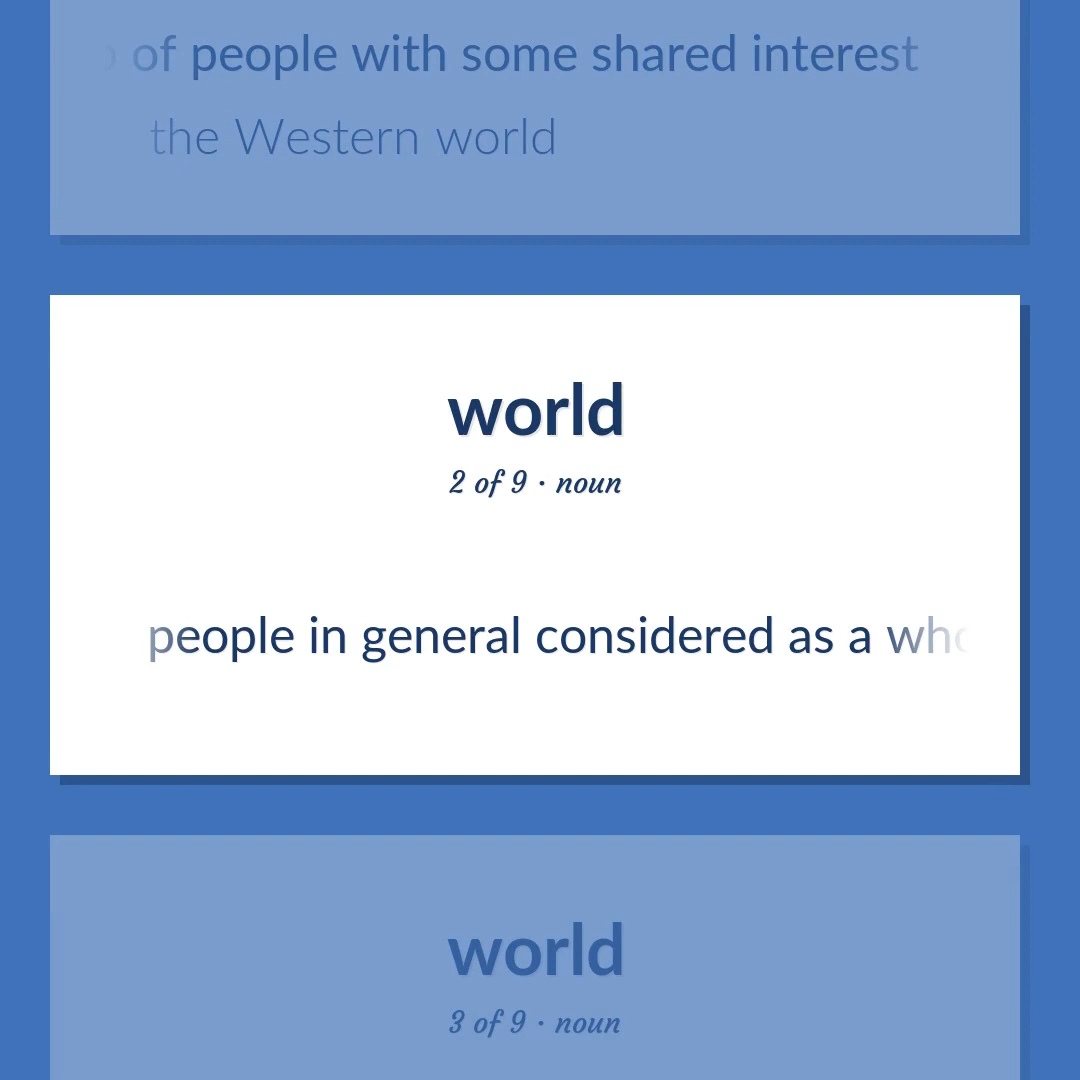 of people with some shared interest
the Western world
world
2 of 9 · noun
people in general considered as a
world
3 of 9 · noun